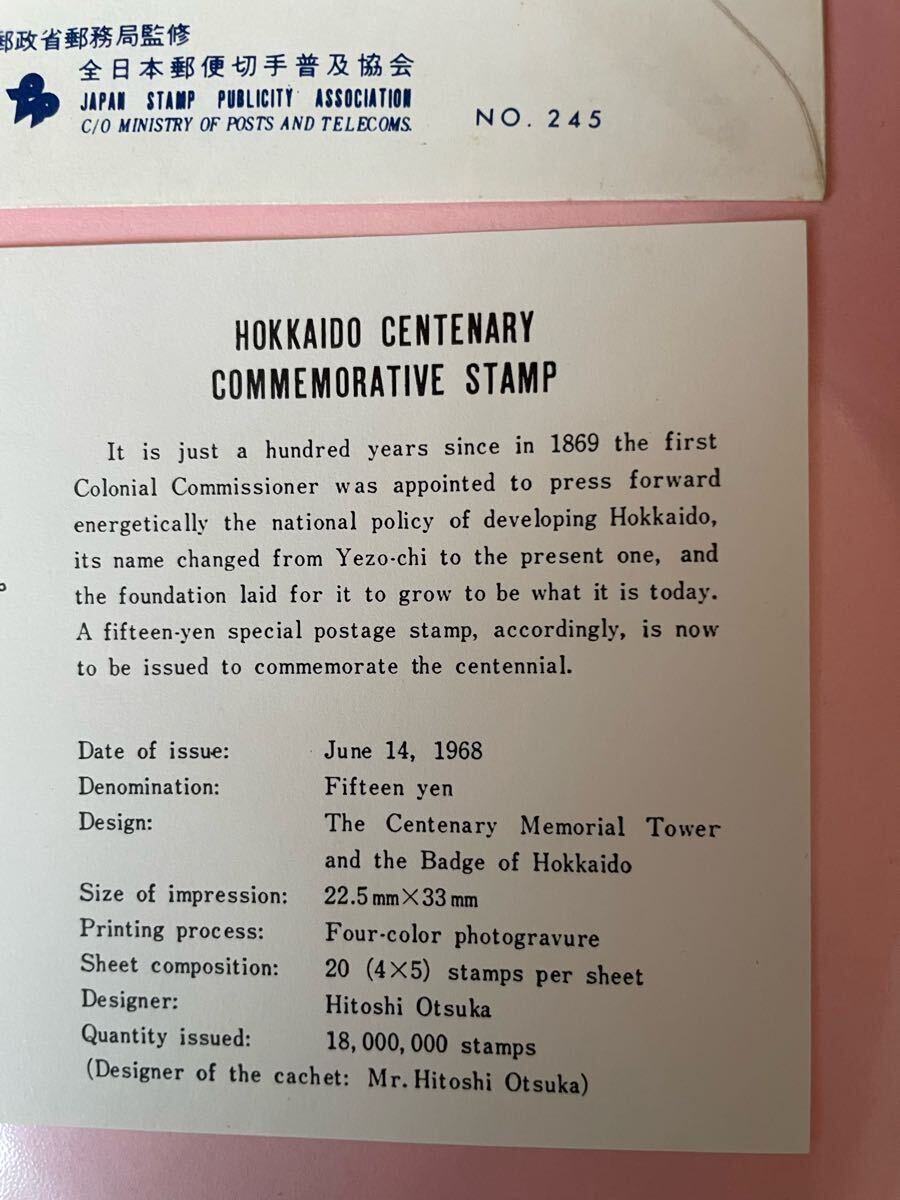 郵政省郵務局監修
全日本郵便切手普及協会
JAPAN STAMP PUBLICITY ASSOCIATION
C/O MINISTRY OF POSTS AND TELECOMS.
NO. 245
HOKKAIDO CENTENARY
COMMEMORATIVE STAMP
It is just a hundred years since in 1869 the first
Colonial Commissioner was appointed to press forward
energetically the national policy of developing Hokkaido,
its name changed from Yezo-chi to the present one, and
the foundation laid for it to grow to be what it is today.
A fifteen-yen special postage stamp, accordingly, is now
to be issued to commemorate the centennial.
Date of issue: June 14, 1968
Denomination: Fifteen yen
Design: The Centenary Memorial Tower
and the Badge of Hokkaido
Size of impression: 22.5mm×33mm
Printing process: Four-color photogravure
Sheet composition: 20 (4×5) stamps per sheet
Designer: Hitoshi Otsuka
Quantity issued: 18,000,000 stamps
(Designer of the cachet: Mr. Hitoshi Otsuka)